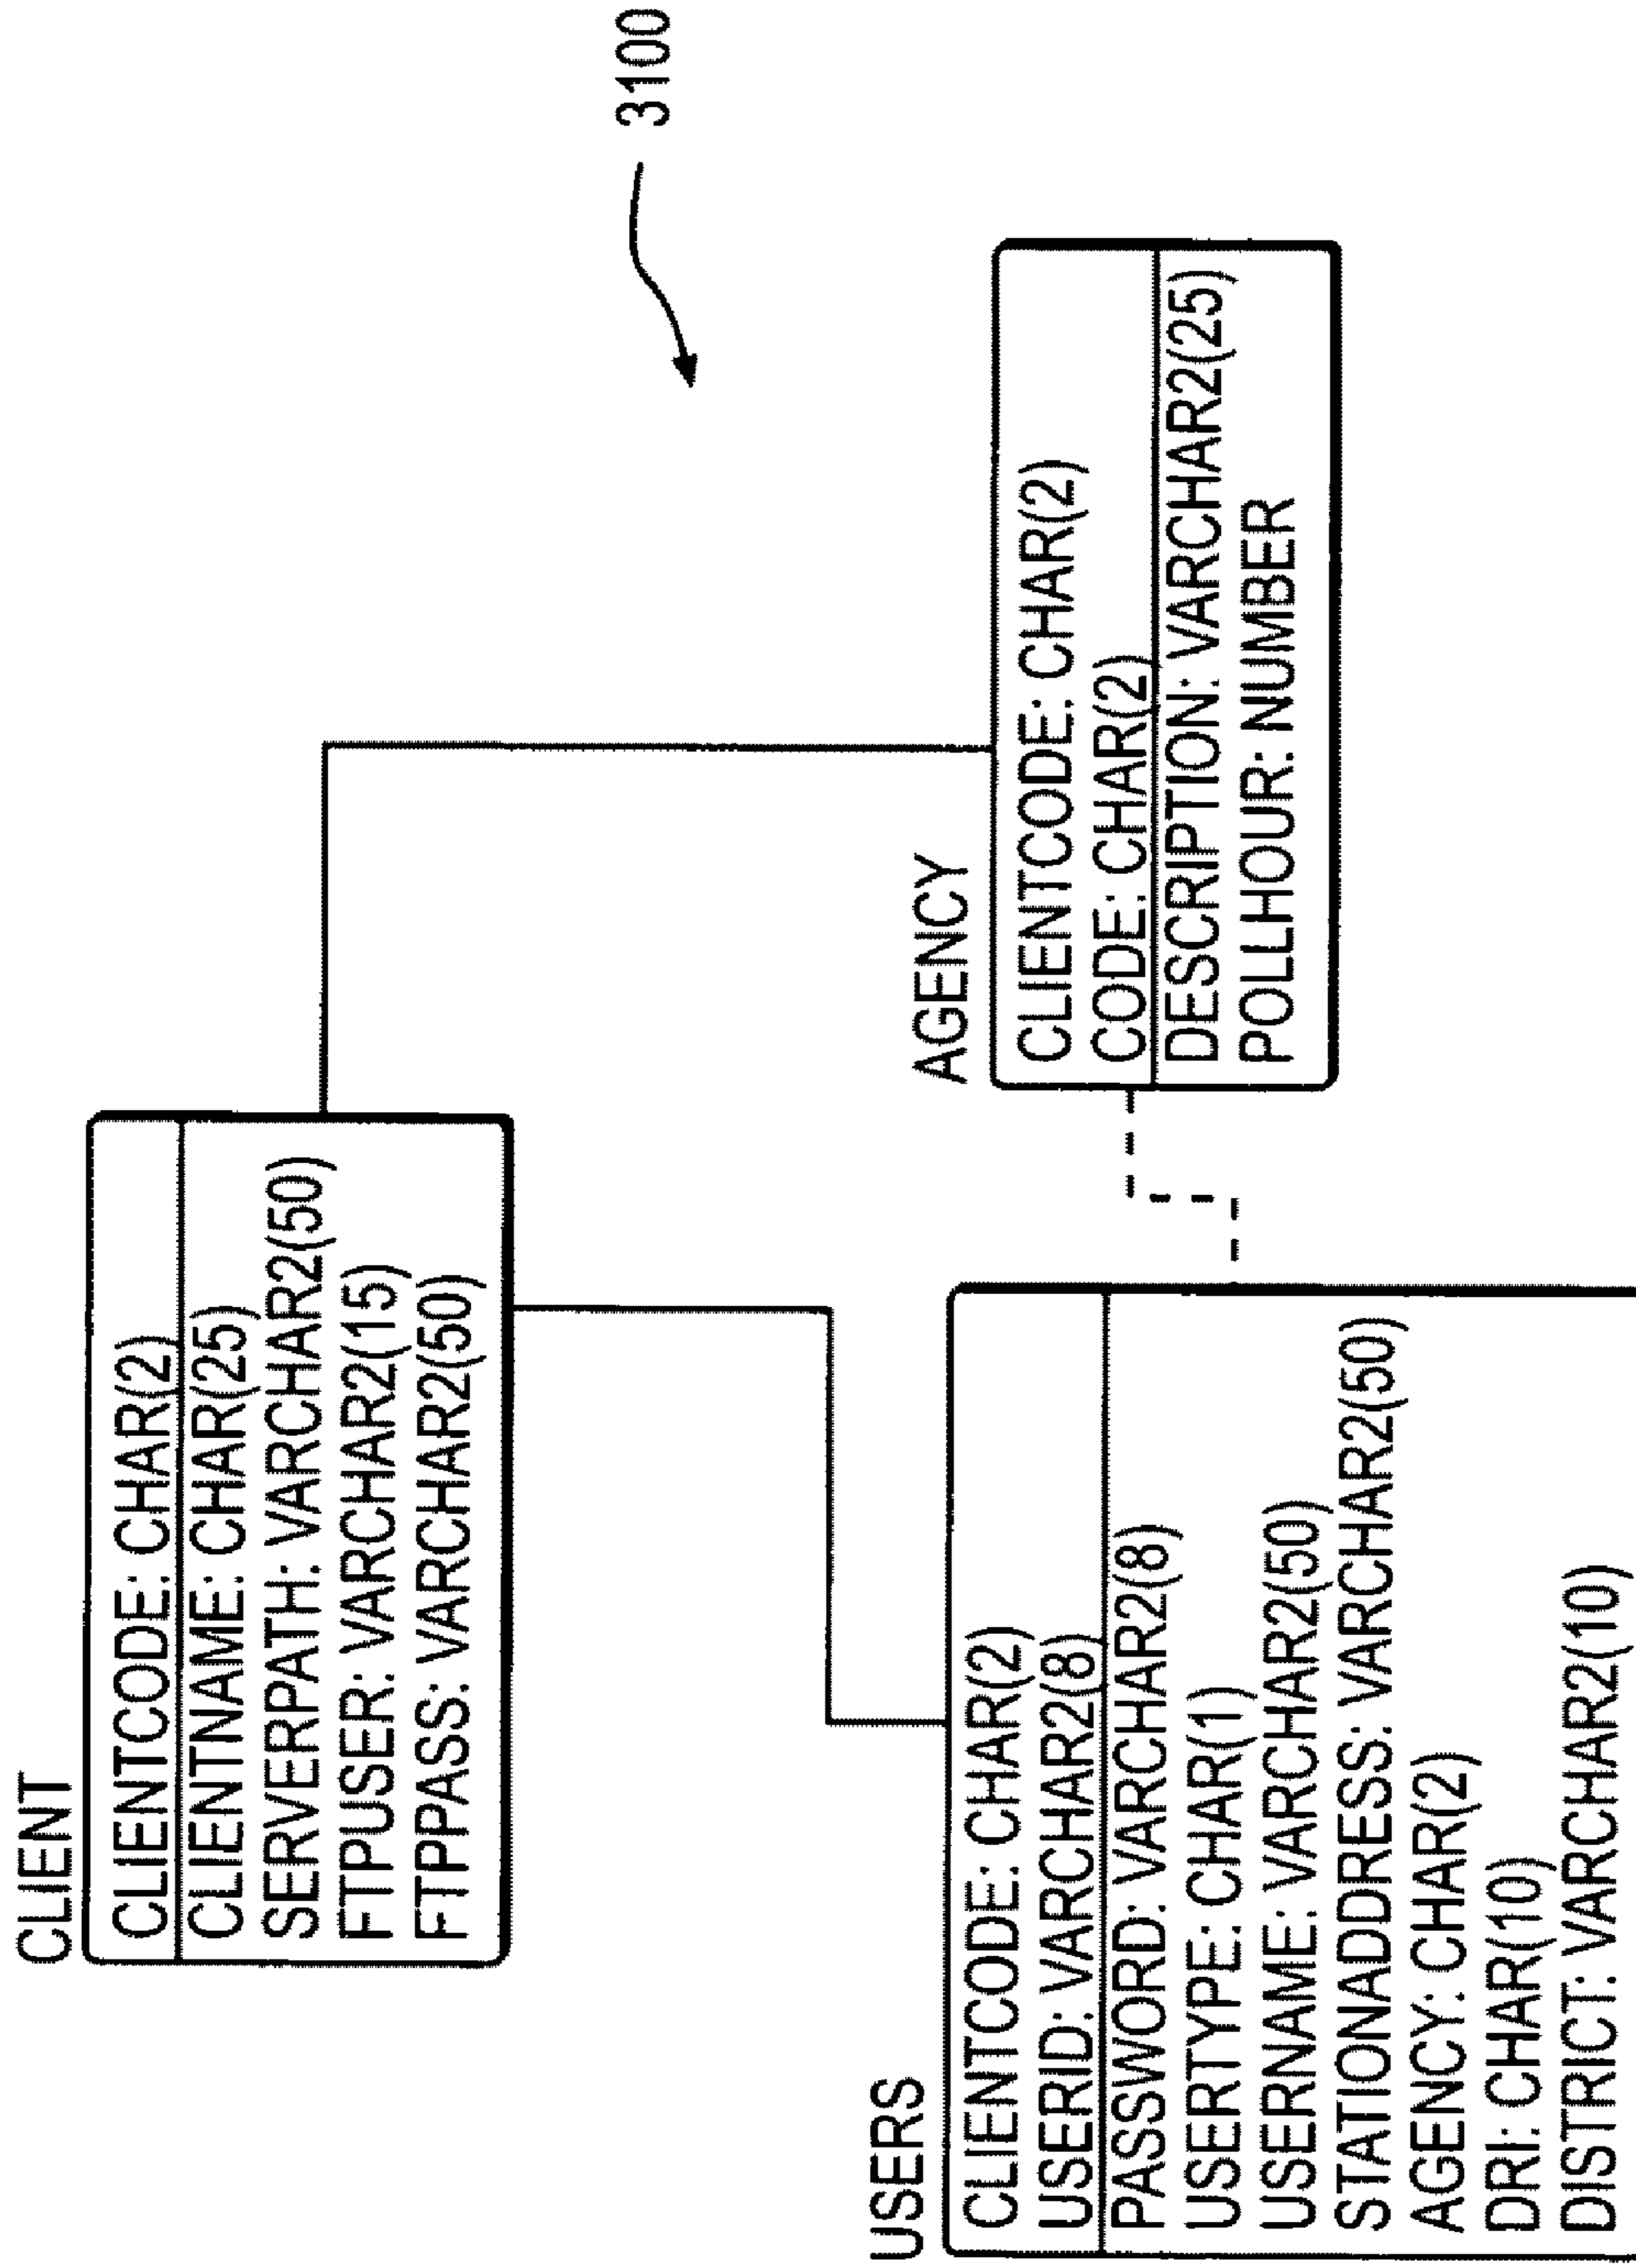 CLIENT
CLIENTCODE: CHAR(2)
CLIENTNAME: CHAR(25)
SERVERPATH: VARCHAR2(50)
FTPUSER: VARCHAR2(15)
FTPPASS: VARCHAR2(50)
3100
USERS
CLIENTCODE: CHAR(2)
USERID: VARCHAR2(8)
PASSWORD: VARCHAR2(8)
USERTYPE: CHAR(1)
USERNAME: VARCHAR2(50)
STATIONADDRESS: VARCHAR2(50)
AGENCY: CHAR(2)
DRI: CHAR(10)
DISTRICT: VARCHAR2(10)
AGENCY
CLIENTCODE: CHAR(2)
CODE: CHAR(2)
DESCRIPTION: VARCHAR2(25)
POLLHOUR: NUMBER